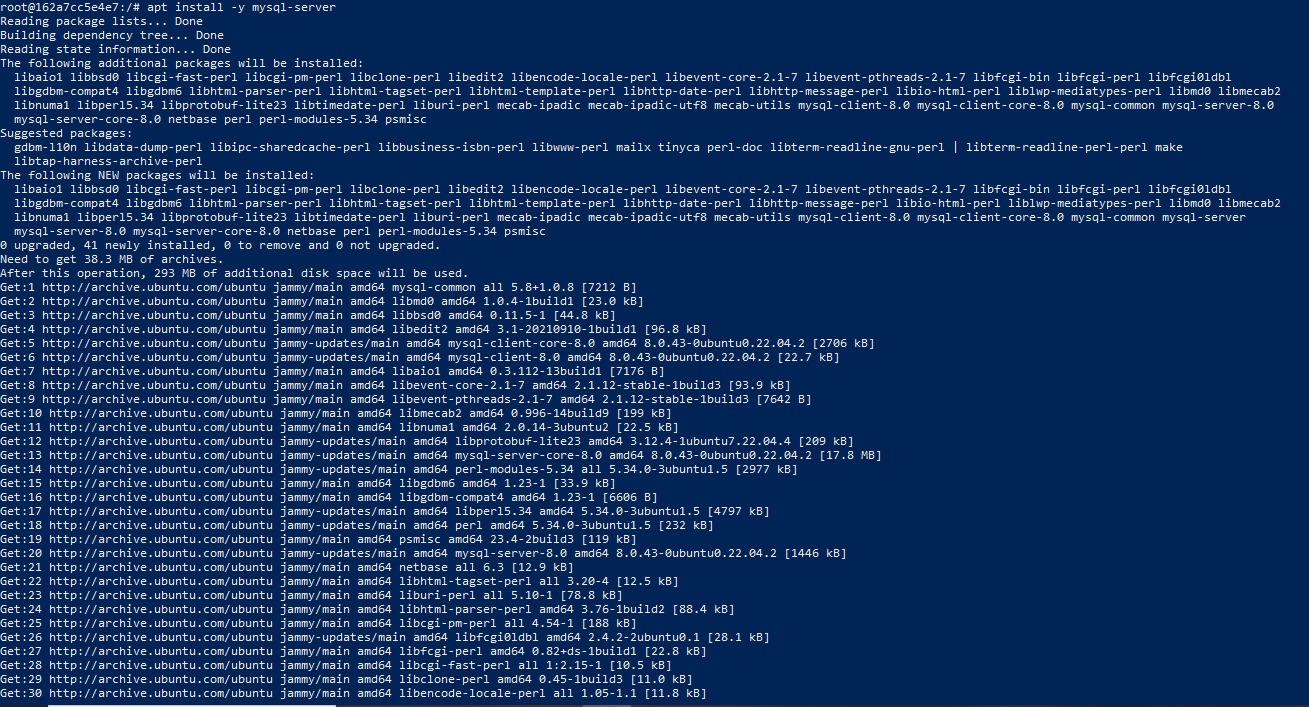 root@162a7cc5e4e7:/# apt install -y mysql-server
Reading package lists... Done
Building dependency tree... Done
Reading state information... Done
The following additional packages will be installed:
  libaio1 libbsd0 libcgi-fast-perl libcgi-pm-perl libclone-perl libedit2 libencode-locale-perl libevent-core-2.1-7 libevent-pthreads-2.1-7 libfcgi-bin libfcgi-perl libfcgi0ldbl
  libgdbm-compat4 libgdbm6 libhtml-parser-perl libhtml-tagset-perl libhtml-template-perl libhttp-date-perl libhttp-message-perl libio-html-perl liblwp-mediatypes-perl libmd0 libmecab2
  libnuma1 libperl5.34 libprotobuf-lite23 libtimedate-perl liburi-perl mecab-ipadic mecab-ipadic-utf8 mecab-utils mysql-client-8.0 mysql-client-core-8.0 mysql-common mysql-server-8.0
  mysql-server-core-8.0 netbase perl perl-modules-5.34 psmisc
Suggested packages:
  gdbm-l10n libdata-dump-perl libipc-sharedcache-perl libbusiness-isbn-perl libwww-perl mailx tinyca perl-doc libterm-readline-gnu-perl | libterm-readline-perl-perl make
  libtap-harness-archive-perl
The following NEW packages will be installed:
  libaio1 libbsd0 libcgi-fast-perl libcgi-pm-perl libclone-perl libedit2 libencode-locale-perl libevent-core-2.1-7 libevent-pthreads-2.1-7 libfcgi-bin libfcgi-perl libfcgi0ldbl
  libgdbm-compat4 libgdbm6 libhtml-parser-perl libhtml-tagset-perl libhtml-template-perl libhttp-date-perl libhttp-message-perl libio-html-perl liblwp-mediatypes-perl libmd0 libmecab2
  libnuma1 libperl5.34 libprotobuf-lite23 libtimedate-perl liburi-perl mecab-ipadic mecab-ipadic-utf8 mecab-utils mysql-client-8.0 mysql-client-core-8.0 mysql-common mysql-server
  mysql-server-8.0 mysql-server-core-8.0 netbase perl perl-modules-5.34 psmisc
0 upgraded, 41 newly installed, 0 to remove and 0 not upgraded.
Need to get 38.3 MB of archives.
After this operation, 293 MB of additional disk space will be used.
Get:1 http://archive.ubuntu.com/ubuntu jammy/main amd64 mysql-common all 5.8+1.0.8 [7212 B]
Get:2 http://archive.ubuntu.com/ubuntu jammy/main amd64 libmd0 amd64 1.0.4-1build1 [23.0 kB]
Get:3 http://archive.ubuntu.com/ubuntu jammy/main amd64 libbsd0 amd64 0.11.5-1 [44.8 kB]
Get:4 http://archive.ubuntu.com/ubuntu jammy/main amd64 libedit2 amd64 3.1-20210910-1build1 [96.8 kB]
Get:5 http://archive.ubuntu.com/ubuntu jammy-updates/main amd64 mysql-client-core-8.0 amd64 8.0.43-0ubuntu0.22.04.2 [2706 kB]
Get:6 http://archive.ubuntu.com/ubuntu jammy-updates/main amd64 mysql-client-8.0 amd64 8.0.43-0ubuntu0.22.04.2 [22.7 kB]
Get:7 http://archive.ubuntu.com/ubuntu jammy/main amd64 libaio1 amd64 0.3.112-13build1 [7176 B]
Get:8 http://archive.ubuntu.com/ubuntu jammy/main amd64 libevent-core-2.1-7 amd64 2.1.12-stable-1build3 [93.9 kB]
Get:9 http://archive.ubuntu.com/ubuntu jammy/main amd64 libevent-pthreads-2.1-7 amd64 2.1.12-stable-1build3 [7642 B]
Get:10 http://archive.ubuntu.com/ubuntu jammy/main amd64 libmecab2 amd64 0.996-14build9 [199 kB]
Get:11 http://archive.ubuntu.com/ubuntu jammy/main amd64 libnuma1 amd64 2.0.14-3ubuntu2 [22.5 kB]
Get:12 http://archive.ubuntu.com/ubuntu jammy-updates/main amd64 libprotobuf-lite23 amd64 3.12.4-1ubuntu7.22.04.4 [209 kB]
Get:13 http://archive.ubuntu.com/ubuntu jammy-updates/main amd64 mysql-server-core-8.0 amd64 8.0.43-0ubuntu0.22.04.2 [17.8 MB]
Get:14 http://archive.ubuntu.com/ubuntu jammy-updates/main amd64 perl-modules-5.34 all 5.34.0-3ubuntu1.5 [2977 kB]
Get:15 http://archive.ubuntu.com/ubuntu jammy/main amd64 libgdbm6 amd64 1.23-1 [33.9 kB]
Get:16 http://archive.ubuntu.com/ubuntu jammy/main amd64 libgdbm-compat4 amd64 1.23-1 [6606 B]
Get:17 http://archive.ubuntu.com/ubuntu jammy-updates/main amd64 libperl5.34 amd64 5.34.0-3ubuntu1.5 [4797 kB]
Get:18 http://archive.ubuntu.com/ubuntu jammy-updates/main amd64 perl amd64 5.34.0-3ubuntu1.5 [232 kB]
Get:19 http://archive.ubuntu.com/ubuntu jammy/main amd64 psmisc amd64 23.4-2build3 [119 kB]
Get:20 http://archive.ubuntu.com/ubuntu jammy-updates/main amd64 mysql-server-8.0 amd64 8.0.43-0ubuntu0.22.04.2 [1446 kB]
Get:21 http://archive.ubuntu.com/ubuntu jammy/main amd64 netbase all 6.3 [12.9 kB]
Get:22 http://archive.ubuntu.com/ubuntu jammy/main amd64 libhtml-tagset-perl all 3.20-4 [12.5 kB]
Get:23 http://archive.ubuntu.com/ubuntu jammy/main amd64 liburi-perl all 5.10-1 [78.8 kB]
Get:24 http://archive.ubuntu.com/ubuntu jammy/main amd64 libhtml-parser-perl amd64 3.76-1build2 [88.4 kB]
Get:25 http://archive.ubuntu.com/ubuntu jammy/main amd64 libcgi-pm-perl all 4.54-1 [188 kB]
Get:26 http://archive.ubuntu.com/ubuntu jammy-updates/main amd64 libfcgi0ldbl amd64 2.4.2-2ubuntu0.1 [28.1 kB]
Get:27 http://archive.ubuntu.com/ubuntu jammy/main amd64 libfcgi-perl amd64 0.82+ds-1build1 [22.8 kB]
Get:28 http://archive.ubuntu.com/ubuntu jammy/main amd64 libcgi-fast-perl all 1:2.15-1 [10.5 kB]
Get:29 http://archive.ubuntu.com/ubuntu jammy/main amd64 libclone-perl amd64 0.45-1build3 [11.0 kB]
Get:30 http://archive.ubuntu.com/ubuntu jammy/main amd64 libencode-locale-perl all 1.05-1.1 [11.8 kB]